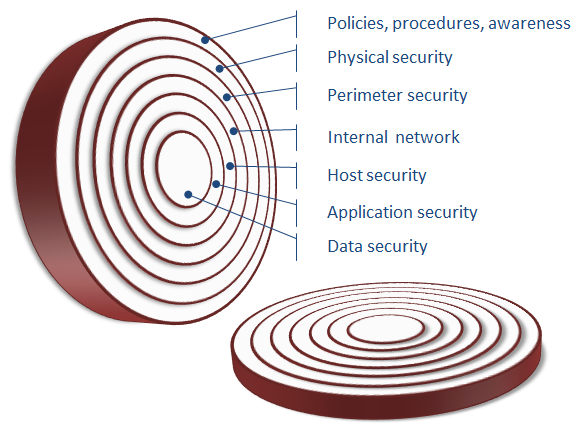 Policies, procedures, awareness
Physical security
Perimeter security
Internal network
Host security
Application security
Data security